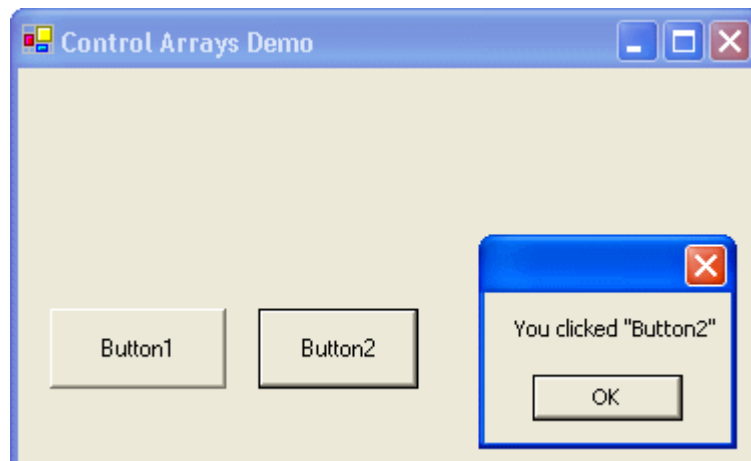 Control Arrays Demo
You clicked "Button2"
Button1
Button2
OK